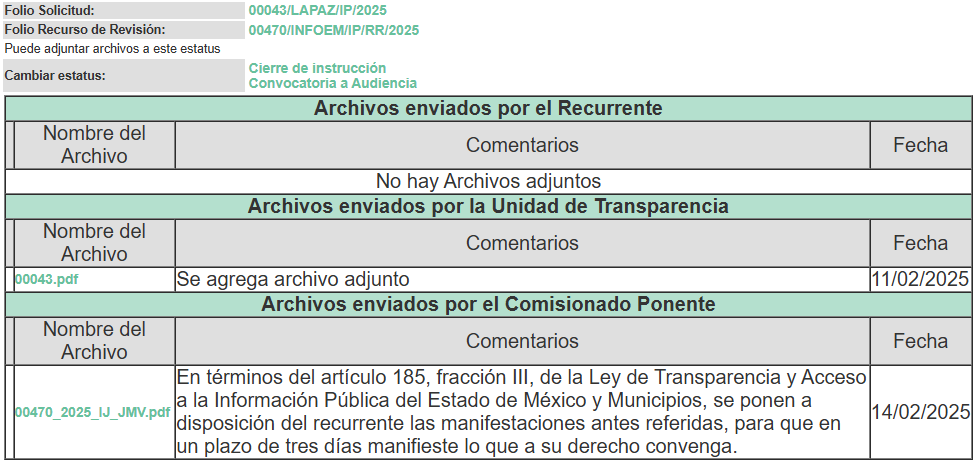 Folio Solicitud: 00043/LAPAZ/IP/2025
Folio Recurso de Revisión: 00470/INFOEM/IP/RR/2025
Puede adjuntar archivos a este estatus
Cambiar estatus: Cierre de instrucción
Convocatoria a Audiencia
Archivos enviados por el Recurrente
Nombre del
Archivo
Comentarios
Fecha
No hay Archivos adjuntos
Archivos enviados por la Unidad de Transparencia
Nombre del
Archivo
Comentarios
Fecha
00043.pdf Se agrega archivo adjunto 11/02/2025
Archivos enviados por el Comisionado Ponente
Nombre del
Archivo
Comentarios
Fecha
00470_2025_IJ_JMV.pdf
En términos del artículo 185, fracción III, de la Ley de Transparencia y Acceso
a la Información Pública del Estado de México y Municipios, se ponen a
disposición del recurrente las manifestaciones antes referidas, para que en
un plazo de tres días manifieste lo que a su derecho convenga.
14/02/2025